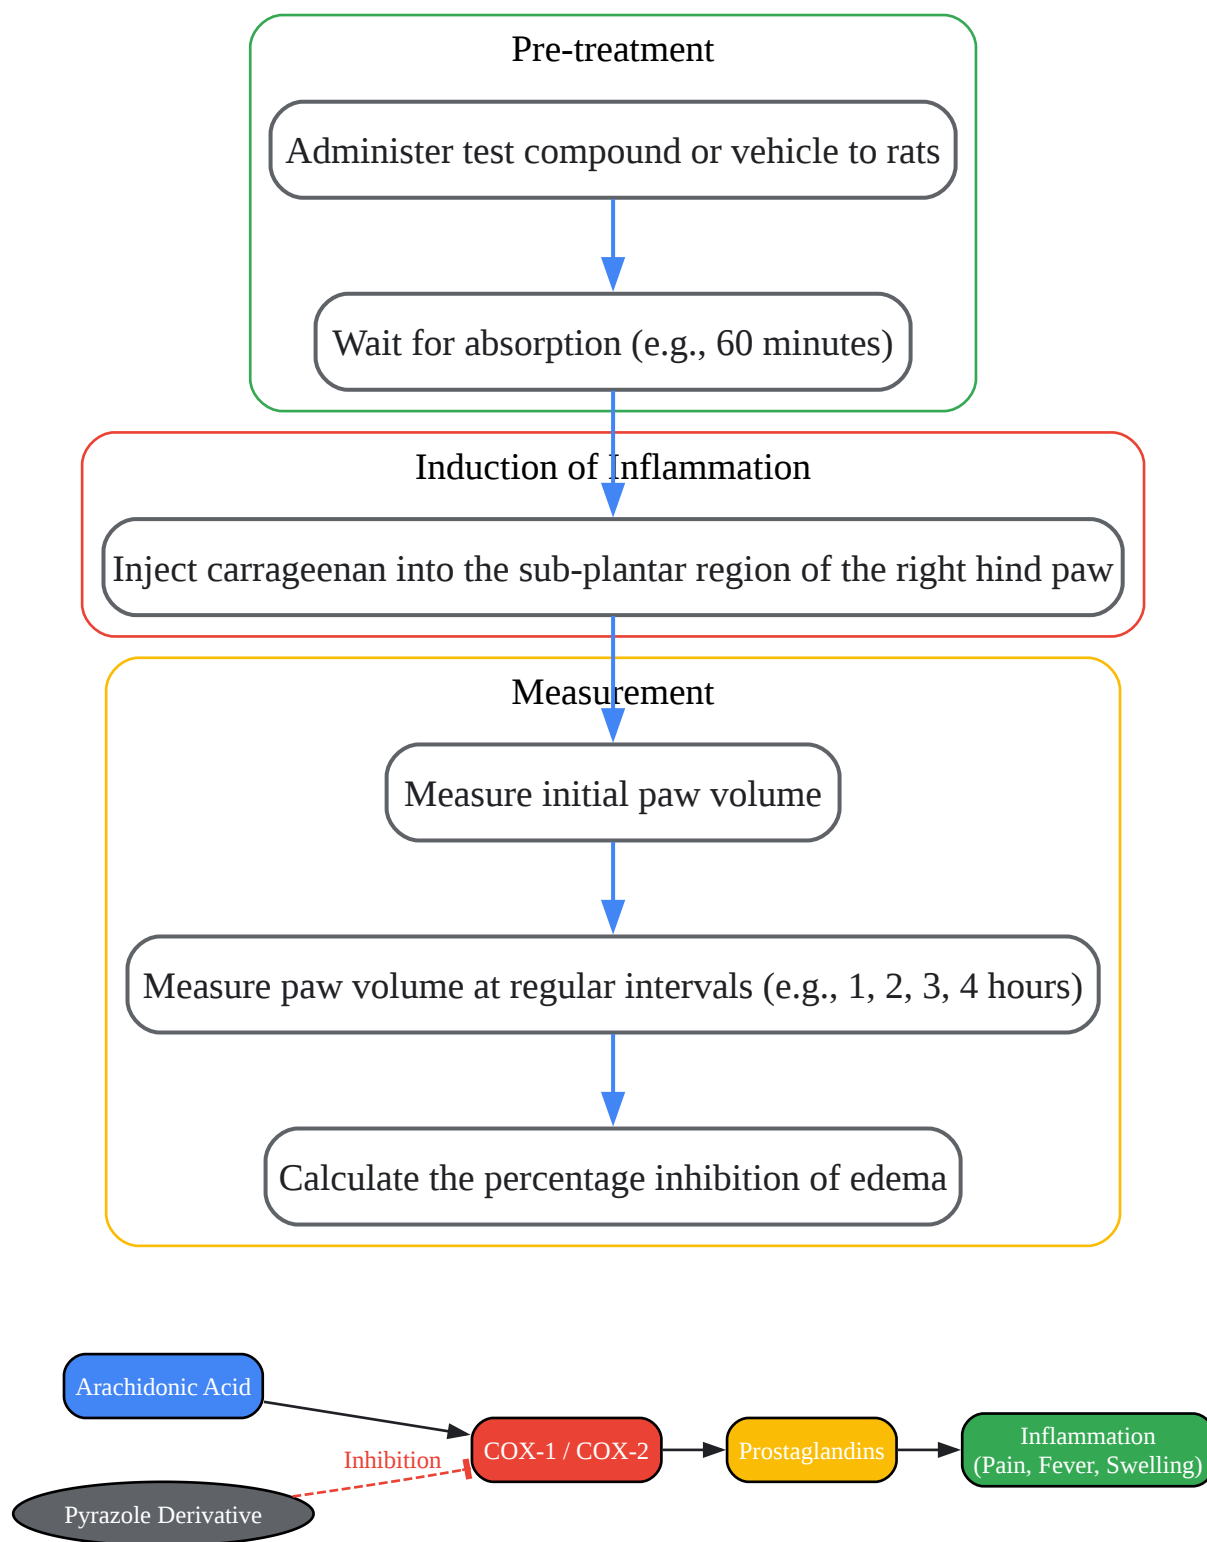 Pre-treatment
Administer test compound or vehicle to rats
Wait for absorption (e.g., 60 minutes)
Induction of Inflammation
Inject carrageenan into the sub-plantar region of the right hind paw
Measurement
Measure initial paw volume
Measure paw volume at regular intervals (e.g., 1, 2, 3, 4 hours)
Calculate the percentage inhibition of edema
Arachidonic Acid
Inhibition
Pyrazole Derivative
COX-1 / COX-2
Prostaglandins
Inflammation
(Pain, Fever, Swelling)